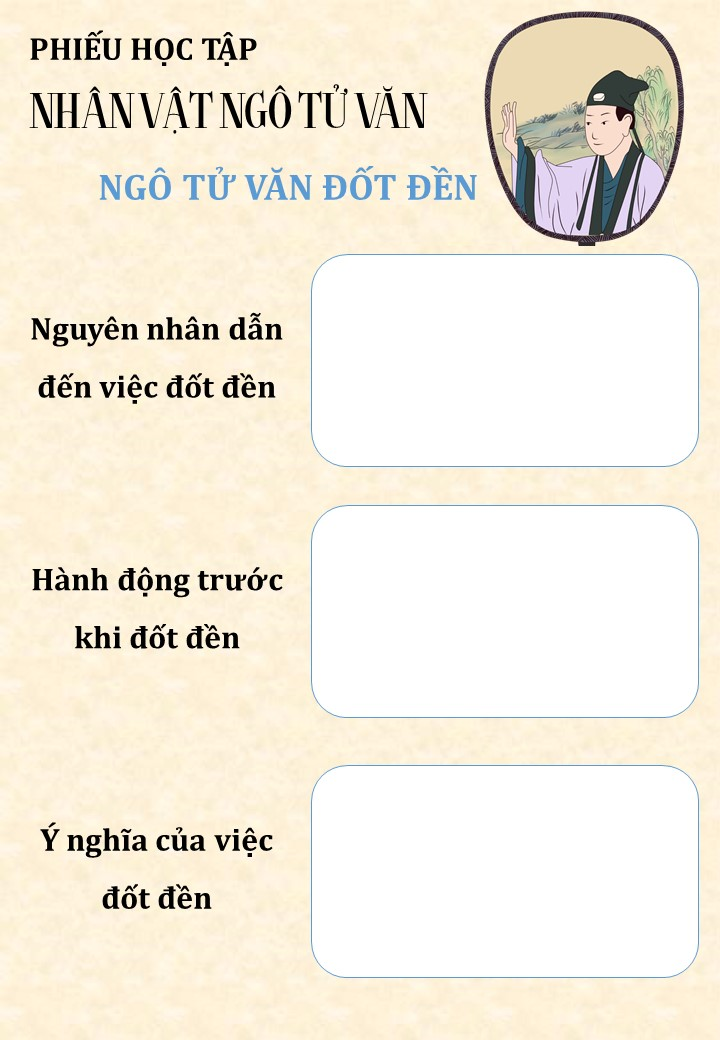 PHIẾU HỌC TẬP
NHÂN VẬT NGÔ TỬ VĂN
NGÔ TỬ VĂN ĐỐT ĐỀN
Nguyên nhân dẫn
đến việc đốt đền
Hành động trước
khi đốt đền
Ý nghĩa của việc
đốt đền